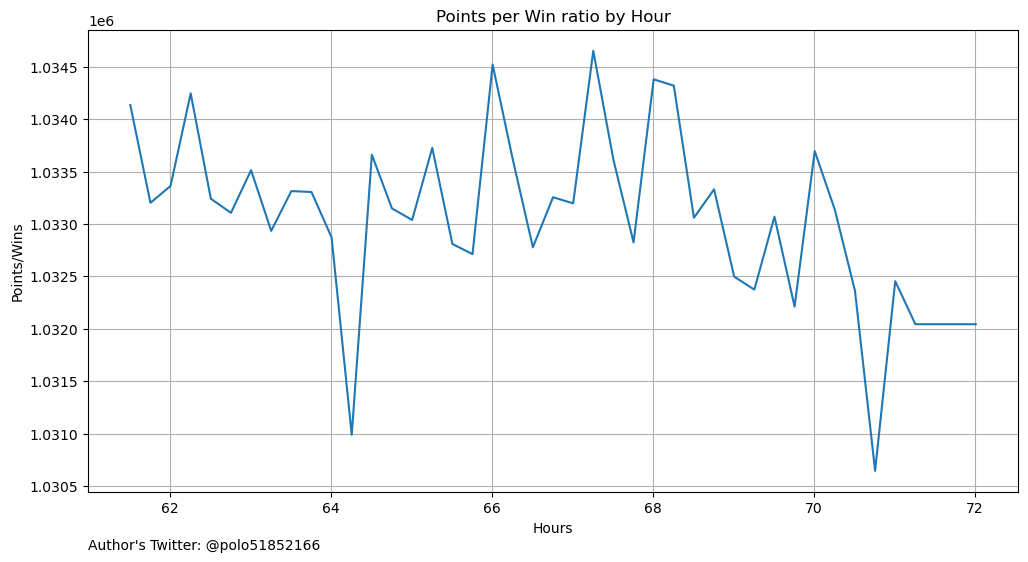 Points per Win ratio by Hour
1e6
1.0345
1.0340
1.0335
1.0330
1.0325
1.0320
1.0315
1.0310
1.0305
Points/Wins
62 64 66 68 70 72
Hours
Author's Twitter: @polo51852166